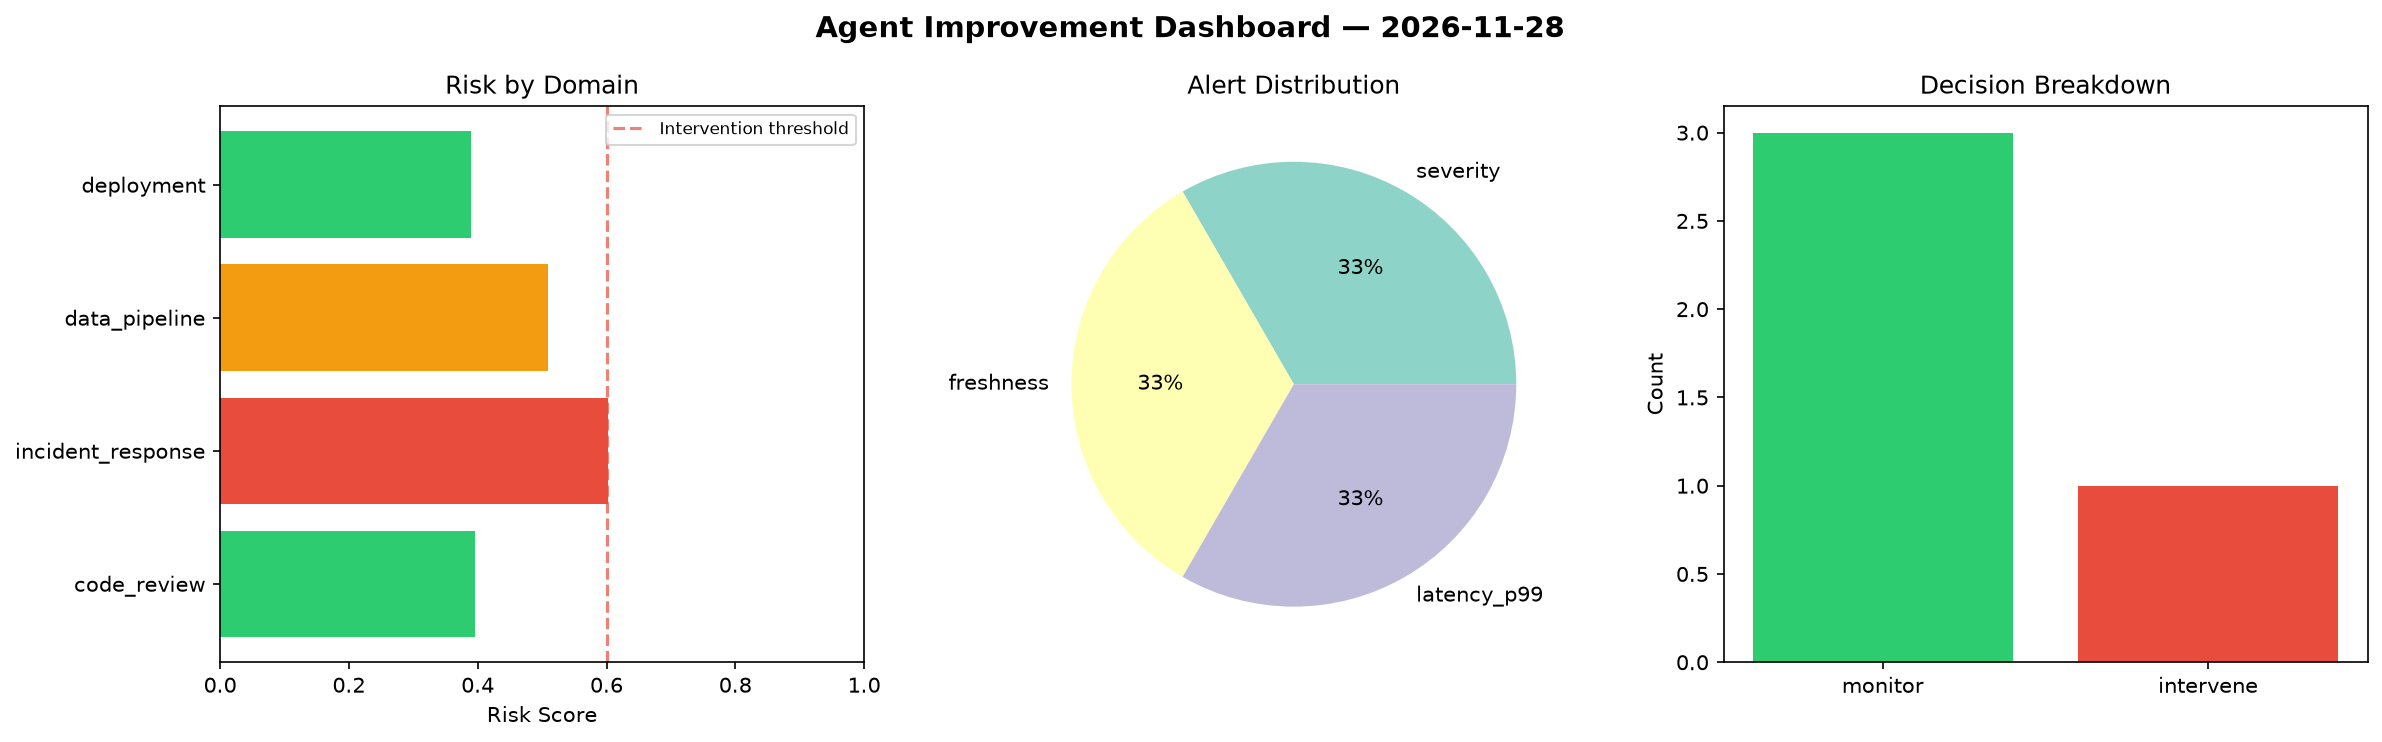 Agent Improvement Dashboard — 2026-11-28
Risk by Domain
Intervention threshold
deployment
data_pipeline
incident_response
code_review
0.0 0.2 0.4 0.6 0.8 1.0
Risk Score
Alert Distribution
severity
33%
freshness
33%
33%
latency_p99
Decision Breakdown
Count
3.0
2.5
2.0
1.5
1.0
0.5
0.0
monitor intervene